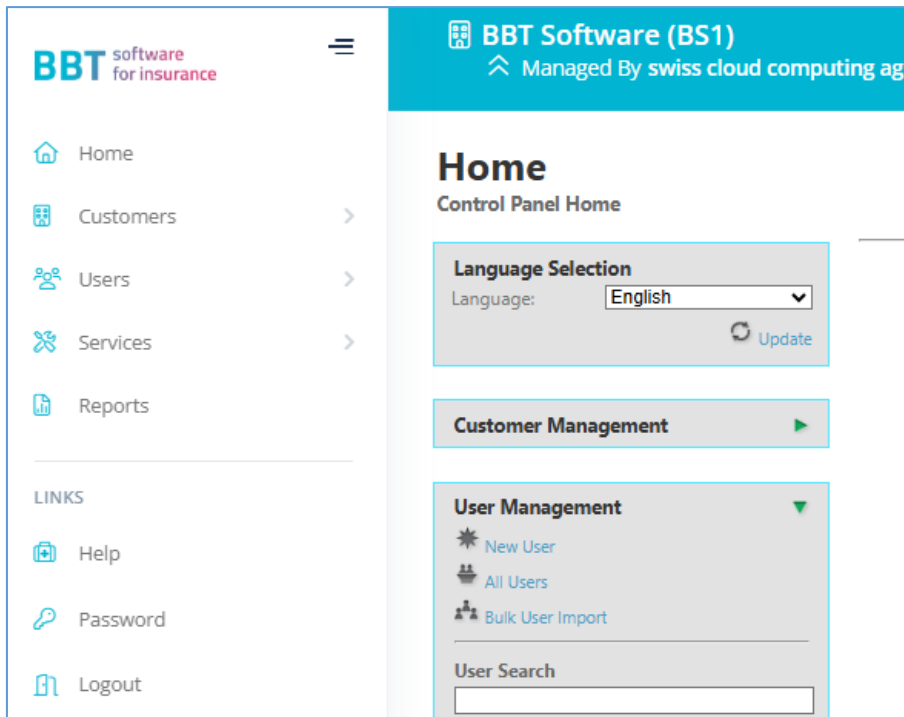 BBT software
for insurance
Home
Customers
Users
Services
Reports
LINKS
Help
Password
Logout
BBT Software (BS1)
Managed By swiss cloud computing ag
Home
Control Panel Home
Language Selection
Language: English
Update
Customer Management
User Management
New User
All Users
Bulk User Import
User Search